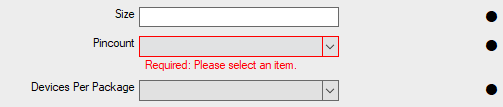 Size
Pincount
Required: Please select an item.
Devices Per Package